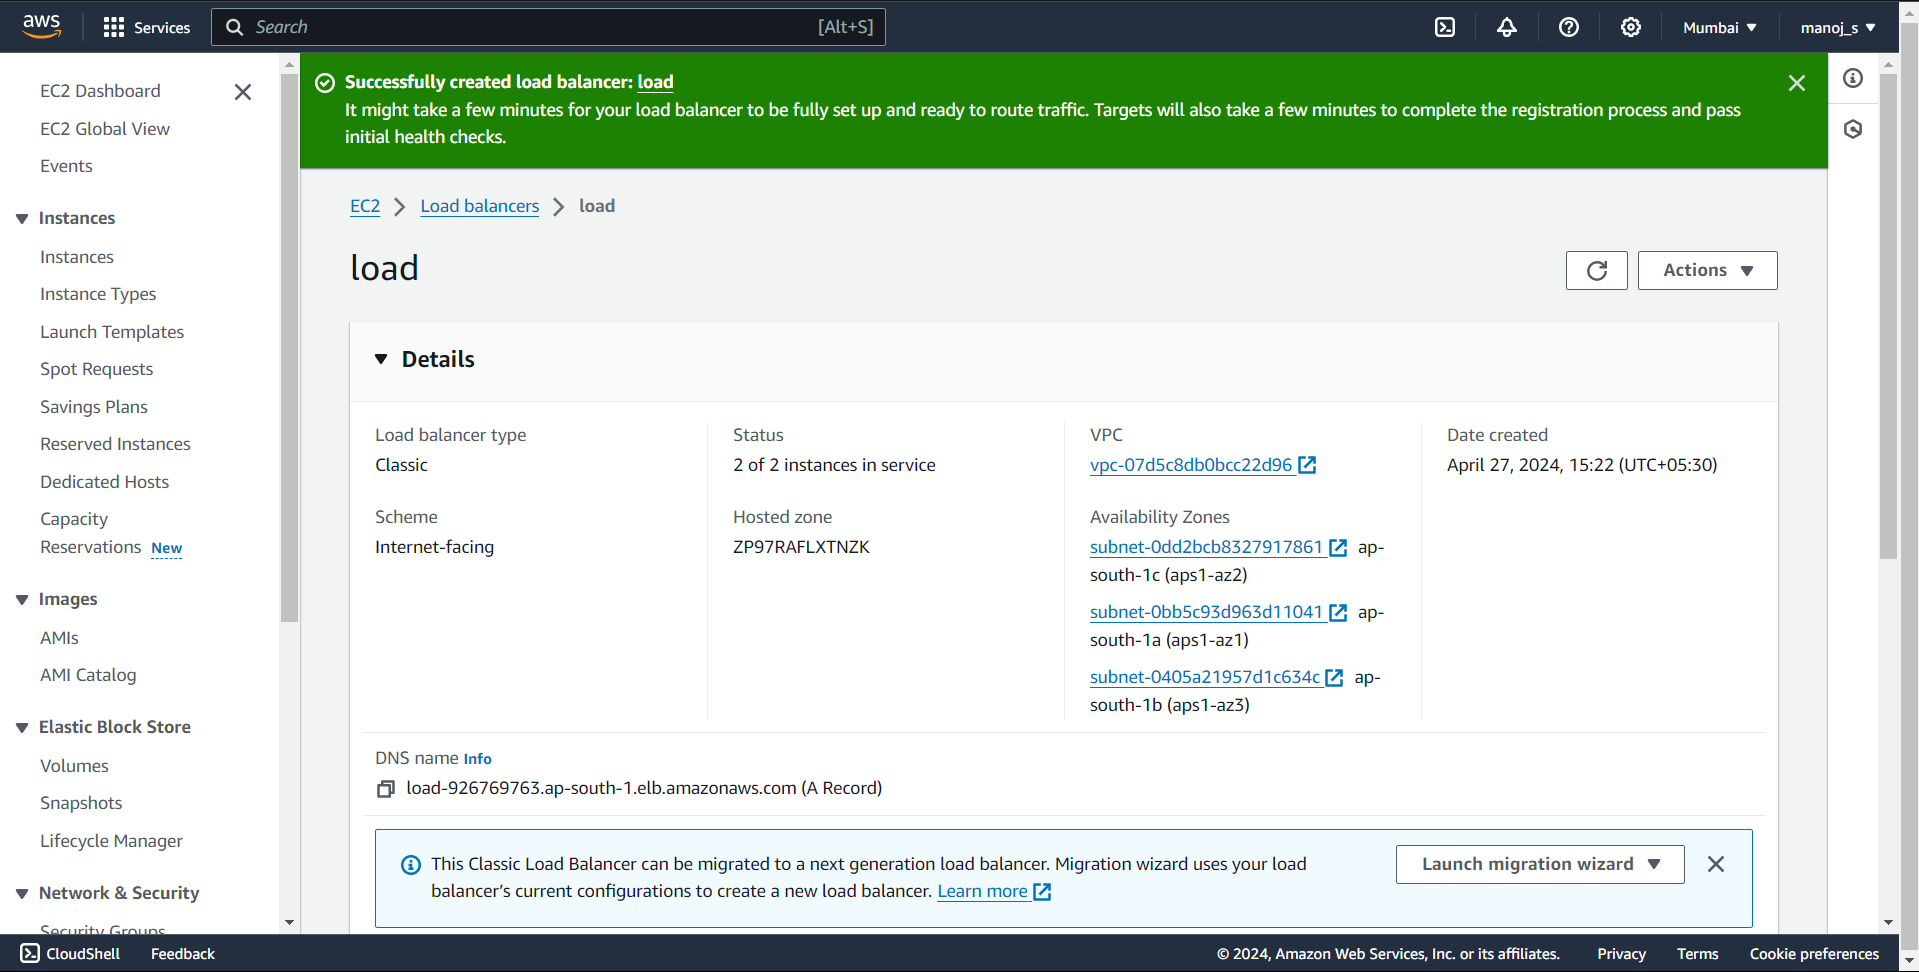 aws
Services
Search
[Alt+S]
Mumbai
manoj_s
EC2 Dashboard
EC2 Global View
Events
Instances
Instances
Instance Types
Launch Templates
Spot Requests
Savings Plans
Reserved Instances
Dedicated Hosts
Capacity
Reservations New
Images
AMIs
AMI Catalog
Elastic Block Store
Volumes
Snapshots
Lifecycle Manager
Network & Security
Security Groups
Successfully created load balancer: load
It might take a few minutes for your load balancer to be fully set up and ready to route traffic. Targets will also take a few minutes to complete the registration process and pass
initial health checks.
EC2 > Load balancers > load
load
Actions
Details
Load balancer type
Classic
Scheme
Internet-facing
Status
2 of 2 instances in service
Hosted zone
ZP97RAFLXTNZK
VPC
vpc-07d5c8db0bcc22d96
Availability Zones
subnet-0dd2bcb8327917861 ap-
south-1c (aps1-az2)
subnet-0bb5c93d963d11041 ap-
south-1a (aps1-az1)
subnet-0405a21957d1c634c ap-
south-1b (aps1-az3)
Date created
April 27, 2024, 15:22 (UTC+05:30)
DNS name Info
load-926769763.ap-south-1.elb.amazonaws.com (A Record)
This Classic Load Balancer can be migrated to a next generation load balancer. Migration wizard uses your load
balancer’s current configurations to create a new load balancer. Learn more
Launch migration wizard
CloudShell
Feedback
© 2024, Amazon Web Services, Inc. or its affiliates.
Privacy
Terms
Cookie preferences